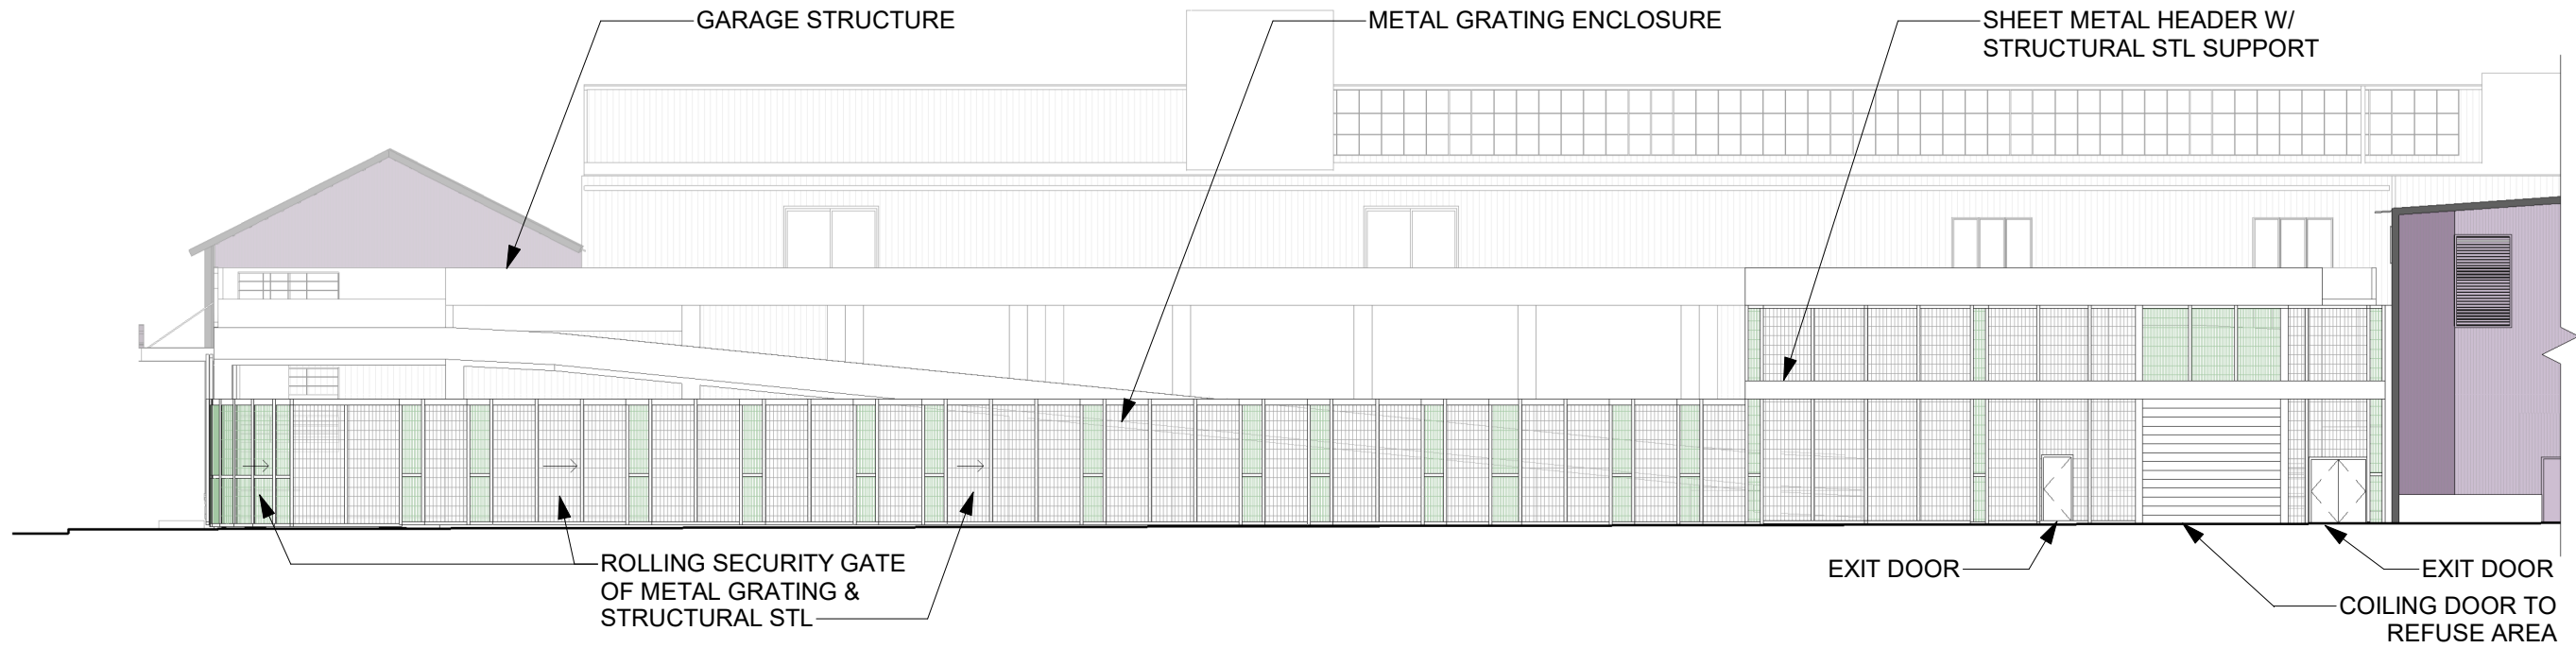 GARAGE STRUCTURE
METAL GRATING ENCLOSURE
SHEET METAL HEADER W/
STRUCTURAL STL SUPPORT
ROLLING SECURITY GATE
OF METAL GRATING &
STRUCTURAL STL
EXIT DOOR
EXIT DOOR
COILING DOOR TO
REFUSE AREA